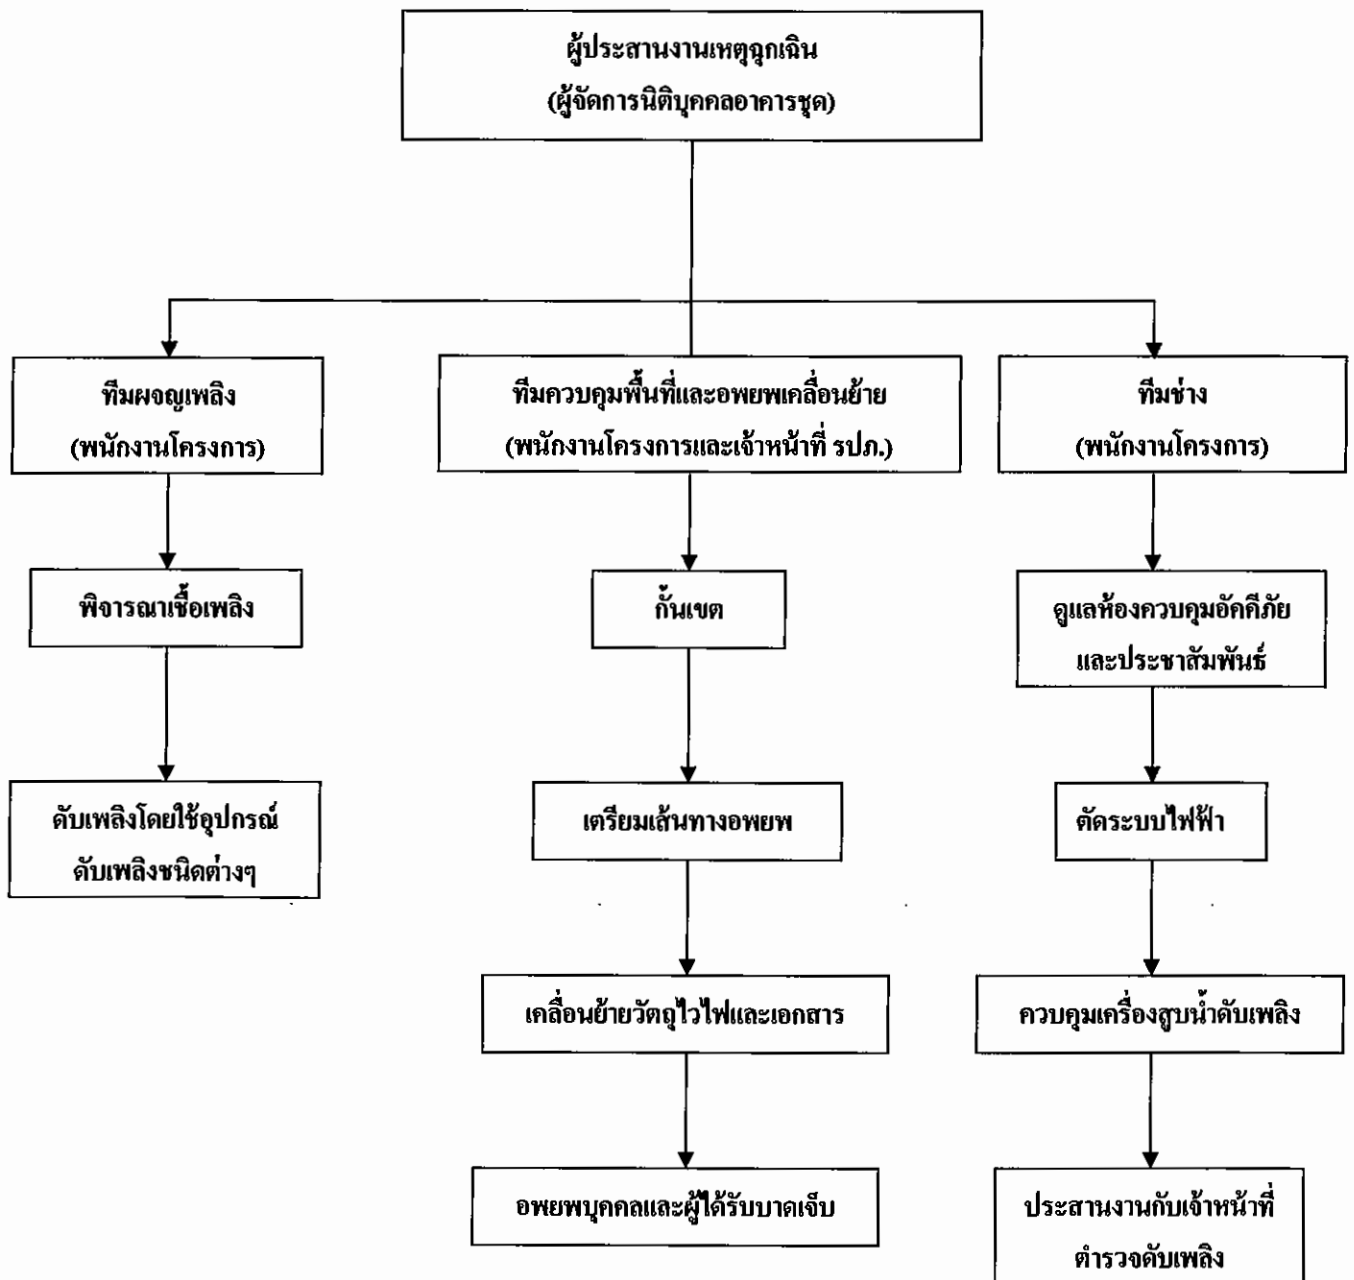 ผู้ประสานงานเหตุฉุกเฉิน
(ผู้จัดการนิติบุคคลอาคารชุด)
ทีมผจญเพลิง
(พนักงานโครงการ)
ทีมควบคุมพื้นที่และอพยพเคลื่อนย้าย
(พนักงานโครงการและเจ้าหน้าที่ รปภ.)
ทีมช่าง
(พนักงานโครงการ)
พิจารณาเชื้อเพลิง
กั้นเขต
ดูแลห้องควบคุมอัคคีภัย
และประชาสัมพันธ์
ดับเพลิงโดยใช้อุปกรณ์
ดับเพลิงชนิดต่างๆ
เตรียมเส้นทางอพยพ
ตัดระบบไฟฟ้า
เคลื่อนย้ายวัตถุไวไฟและเอกสาร
ควบคุมเครื่องสูบน้ำดับเพลิง
อพยพบุคคลและผู้ได้รับบาดเจ็บ
ประสานงานกับเจ้าหน้าที่
ตำรวจดับเพลิง